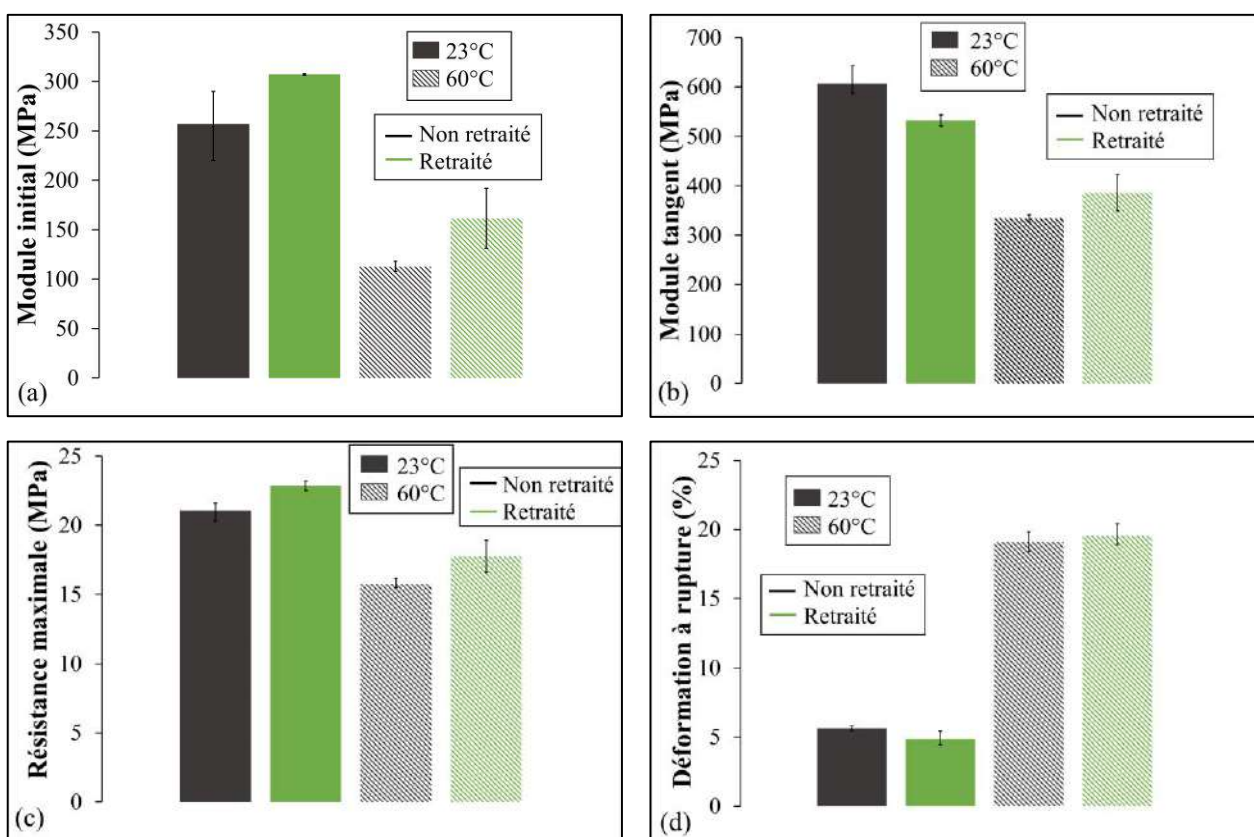 Module initial (MPa)
350
300
250
200
150
100
50
0
23°C
60°C
Non retraité
Retraité
(a)
Module tangent (MPa)
700
600
500
400
300
200
100
0
23°C
60°C
Non retraité
Retraité
(b)
Résistance maximale (MPa)
25
20
15
10
5
0
23°C
60°C
Non retraité
Retraité
(c)
Déformation à rupture (%)
25
20
15
10
5
0
23°C
60°C
Non retraité
Retraité
(d)